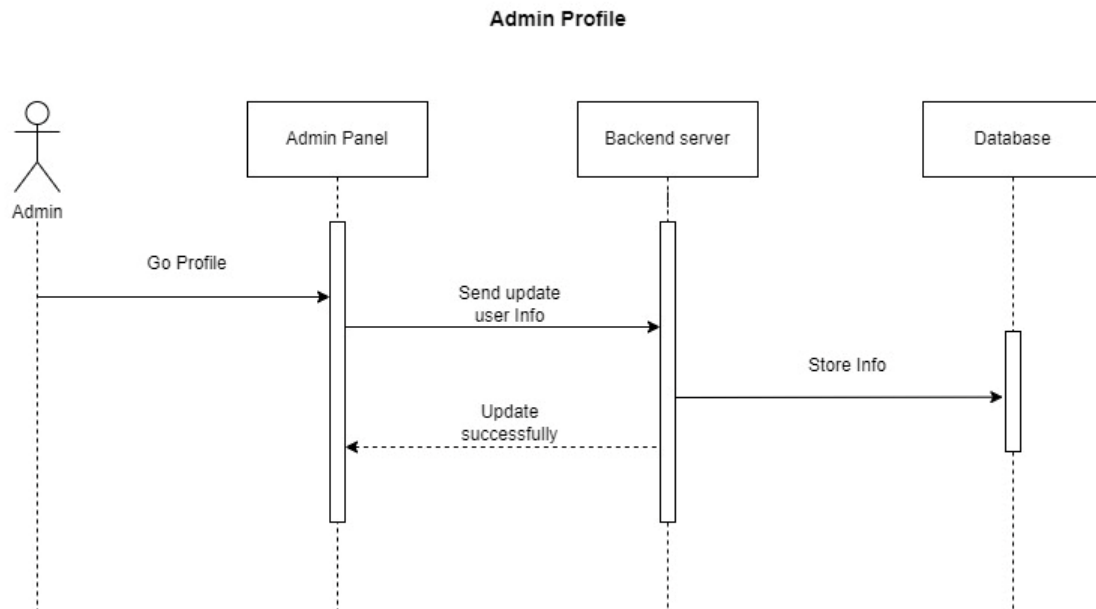 Admin Profile
Admin Panel
Backend server
Database
Admin
Go Profile
Send update
user Info
Store Info
Update
successfully